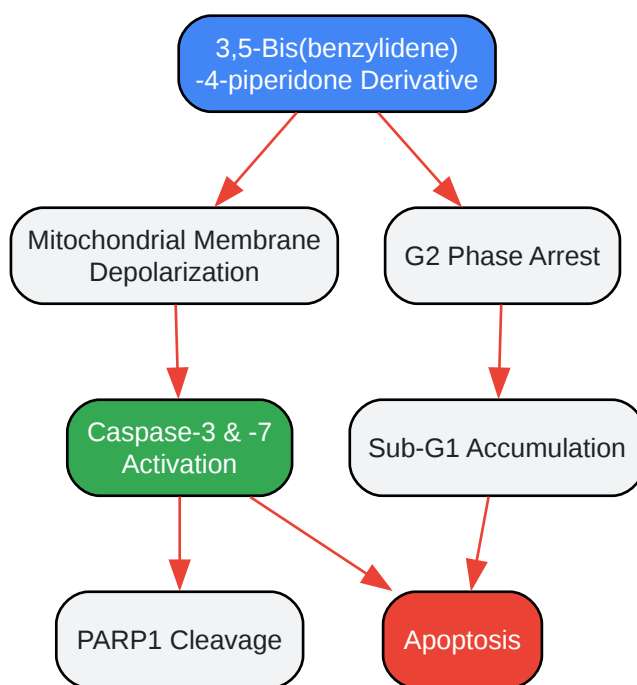 3,5-Bis(benzylidene)
-4-piperidone Derivative
Mitochondrial Membrane
Depolarization
G2 Phase Arrest
Caspase-3 & -7
Activation
Sub-G1 Accumulation
PARP1 Cleavage
Apoptosis